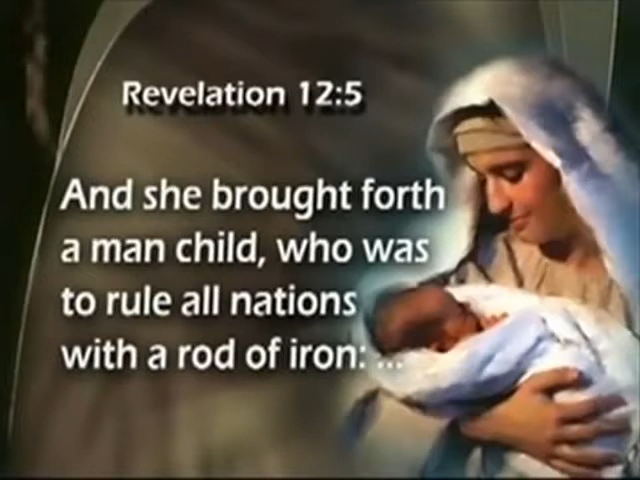 Revelation 12:5
And she brought forth
a man child, who was
to rule all nations
with a rod of iron: ...